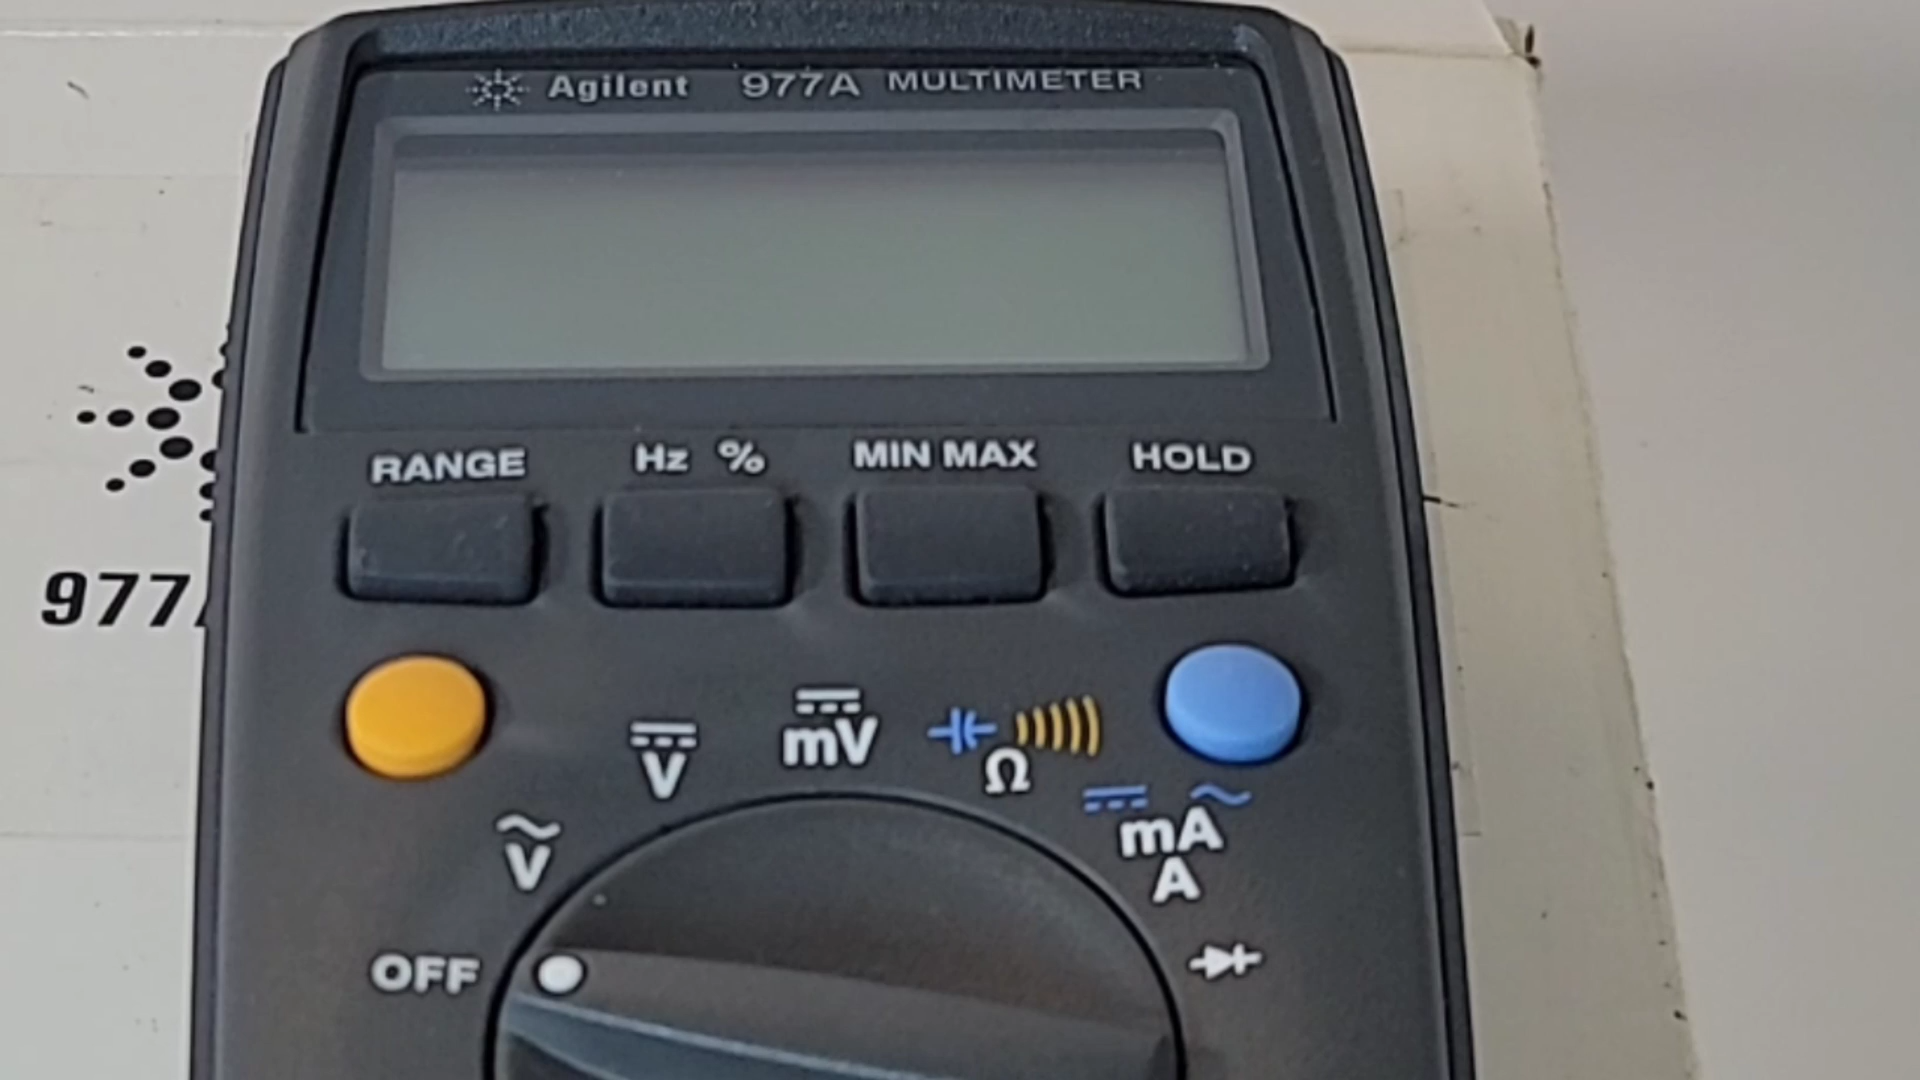 Agilent 977A MULTIMETER
RANGE Hz % MIN MAX HOLD
977
mV
V
Ω
mA
A
V
OFF